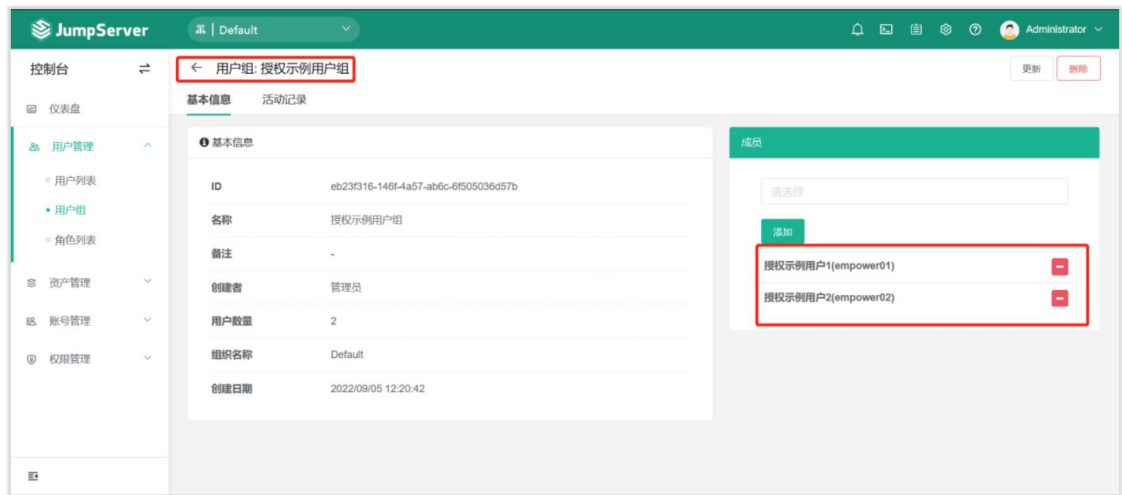 JumpServer
Default
Administrator
控制台
用户组: 授权示例用户组
更新
删除
仪表盘
用户管理
用户列表
用户组
角色列表
资产管理
账号管理
权限管理
基本信息
活动记录
基本信息
ID
eb23f316-146f-4a57-ab6c-6f505036d57b
名称
授权示例用户组
备注
-
创建者
管理员
用户数量
2
组织名称
Default
创建日期
2022/09/05 12:20:42
成员
请选择
添加
授权示例用户1(empower01)
授权示例用户2(empower02)